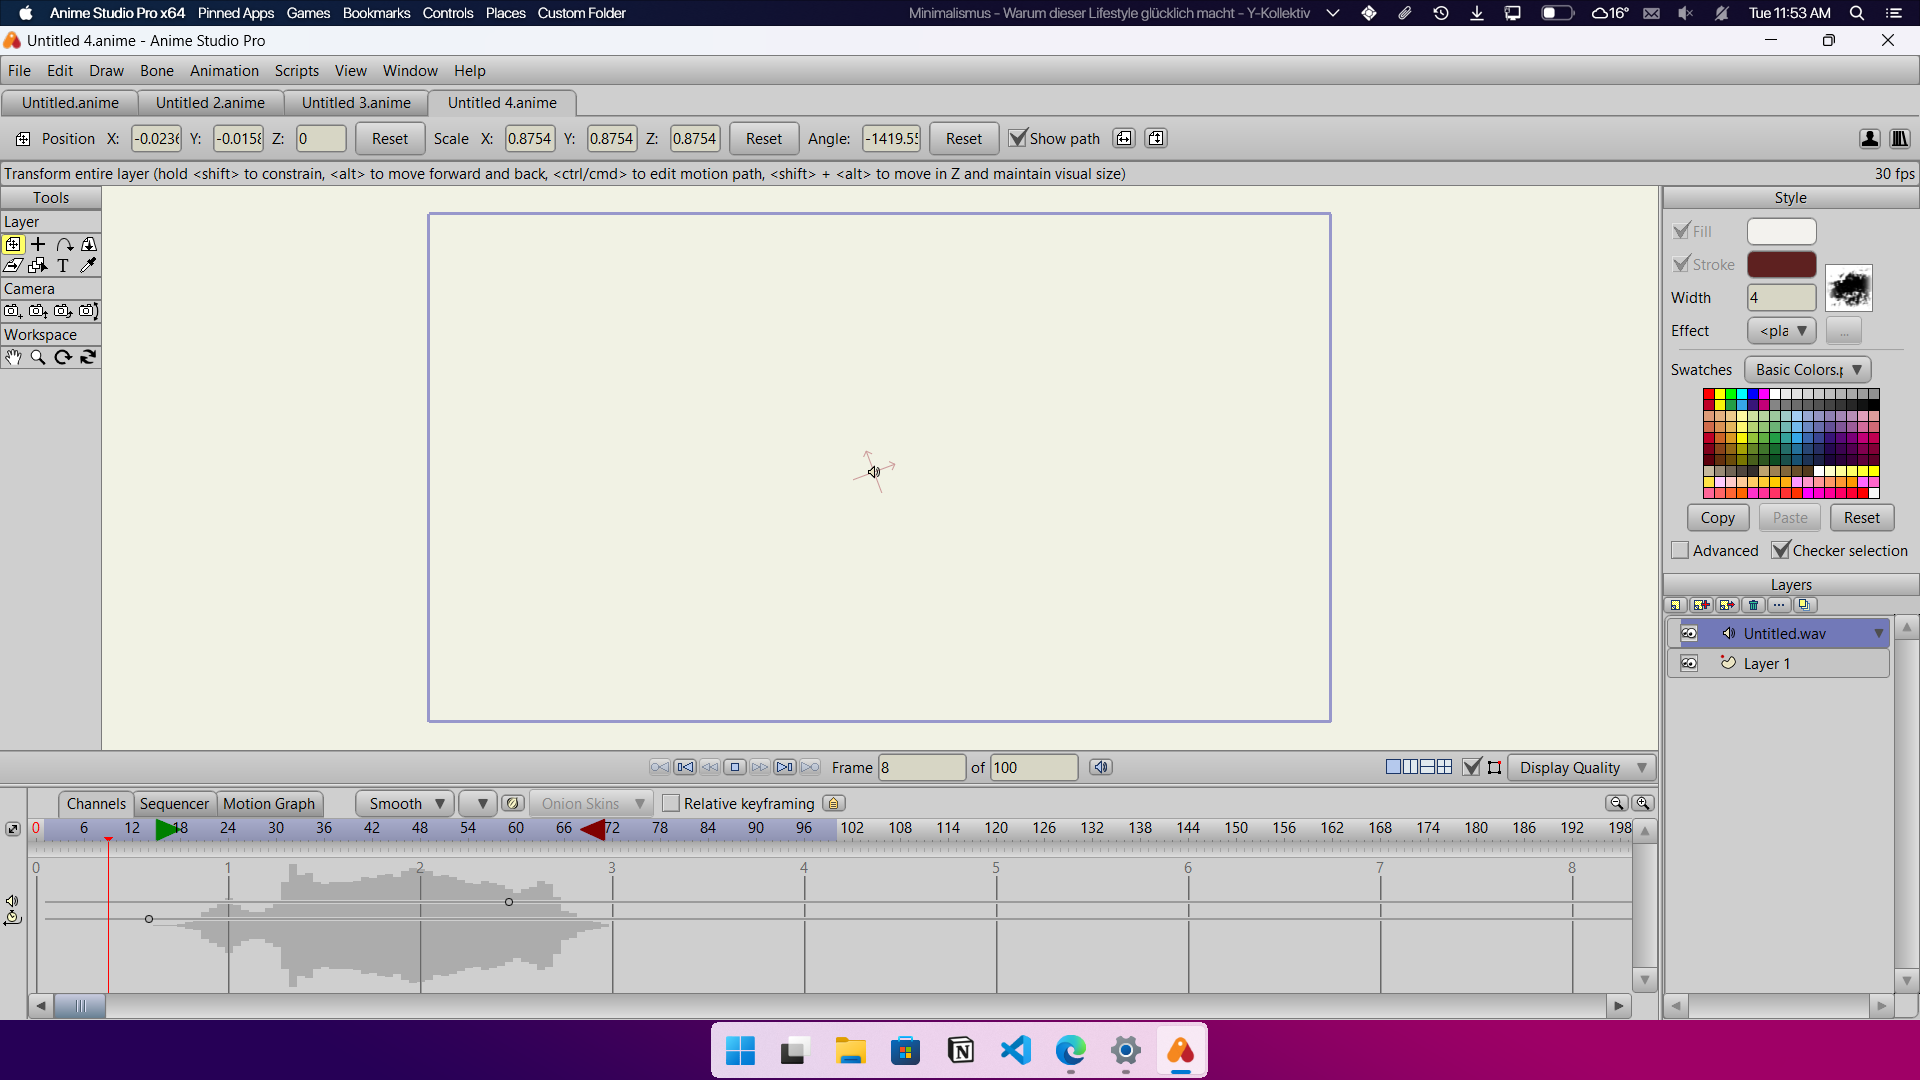 Anime Studio Pro x64 Pinned Apps Games Bookmarks Controls Places Custom Folder Minimalismus - Warum dieser Lifestyle glücklich macht - Y-Kollektiv 16° Tue 11:53 AM
Untitled 4.anime - Anime Studio Pro
File Edit Draw Bone Animation Scripts View Window Help
Untitled.anime Untitled 2.anime Untitled 3.anime Untitled 4.anime
Position X: -0.0236 Y: -0.0158 Z: 0 Reset Scale X: 0.8754 Y: 0.8754 Z: 0.8754 Reset Angle: -1419.55 Reset Show path
Transform entire layer (hold <shift> to constrain, <alt> to move forward and back, <ctrl/cmd> to edit motion path, <shift> + <alt> to move in Z and maintain visual size) 30 fps
Tools
Layer
T
Camera
Workspace
Style
Fill
Stroke
Width 4
Effect <pla ...
Swatches Basic Colors.p
Copy Paste Reset
Advanced Checker selection
Layers
Untitled.wav
Layer 1
Frame 8 of 100 Display Quality
Channels Sequencer Motion Graph Smooth Onion Skins Relative keyframing
0 6 12 18 24 30 36 42 48 54 60 66 72 78 84 90 96 102 108 114 120 126 132 138 144 150 156 162 168 174 180 186 192 198
0 1 2 3 4 5 6 7 8